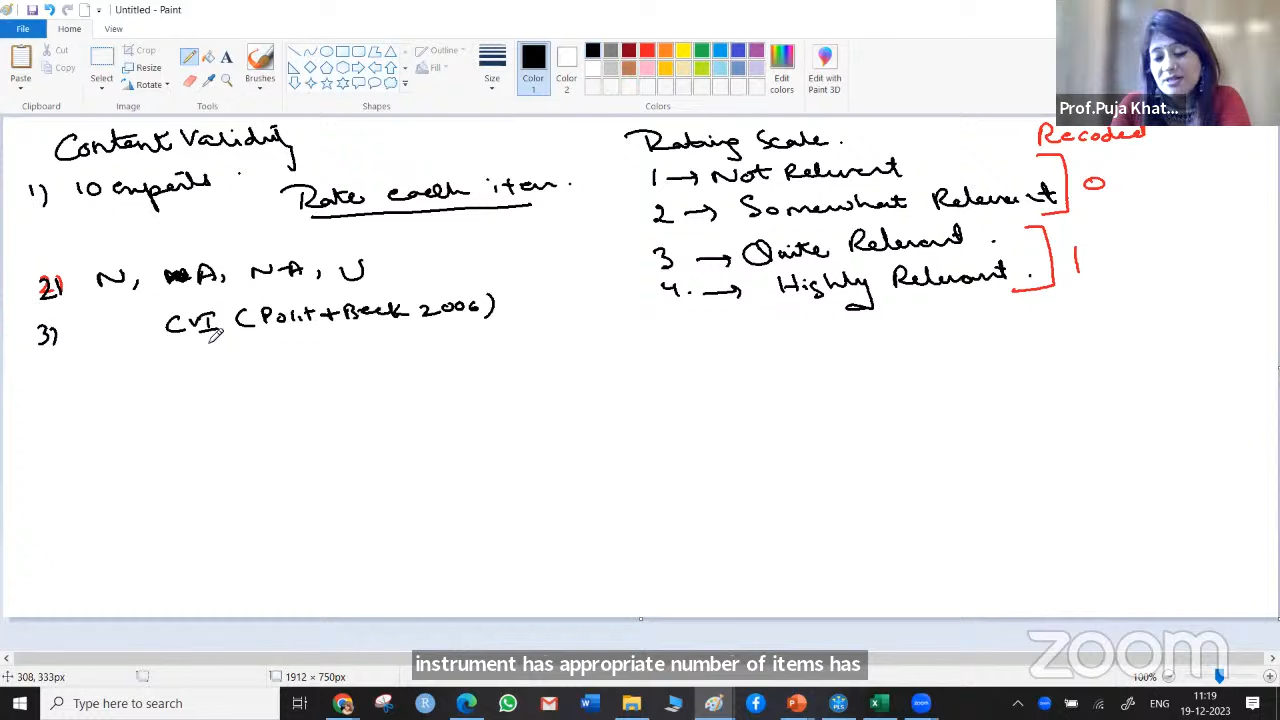 Untitled - Paint
File Home View
Paste Cut Copy Clipboard
Select Crop Resize Rotate Image
Tools
Brushes
Outline Fill Shapes
Size
Color 1 Color 2 Edit colors Colors
Edit with Paint 3D
Prof.Puja Khat...
Content Validity
1) 10 experts.
Rate each item.
2) N, A, NA, U
3) CVI (Polit + Beck 2006)
Rating Scale.
1 → Not Relevent
2 → Somewhat Relevent
3 → Quite Relevant.
4. → Highly Relevant.
Recoded
0
1
zoom
instrument has appropriate number of items has
308, 333px
1912 × 750px
100%
Type here to search
ENG
11:19
19-12-2023